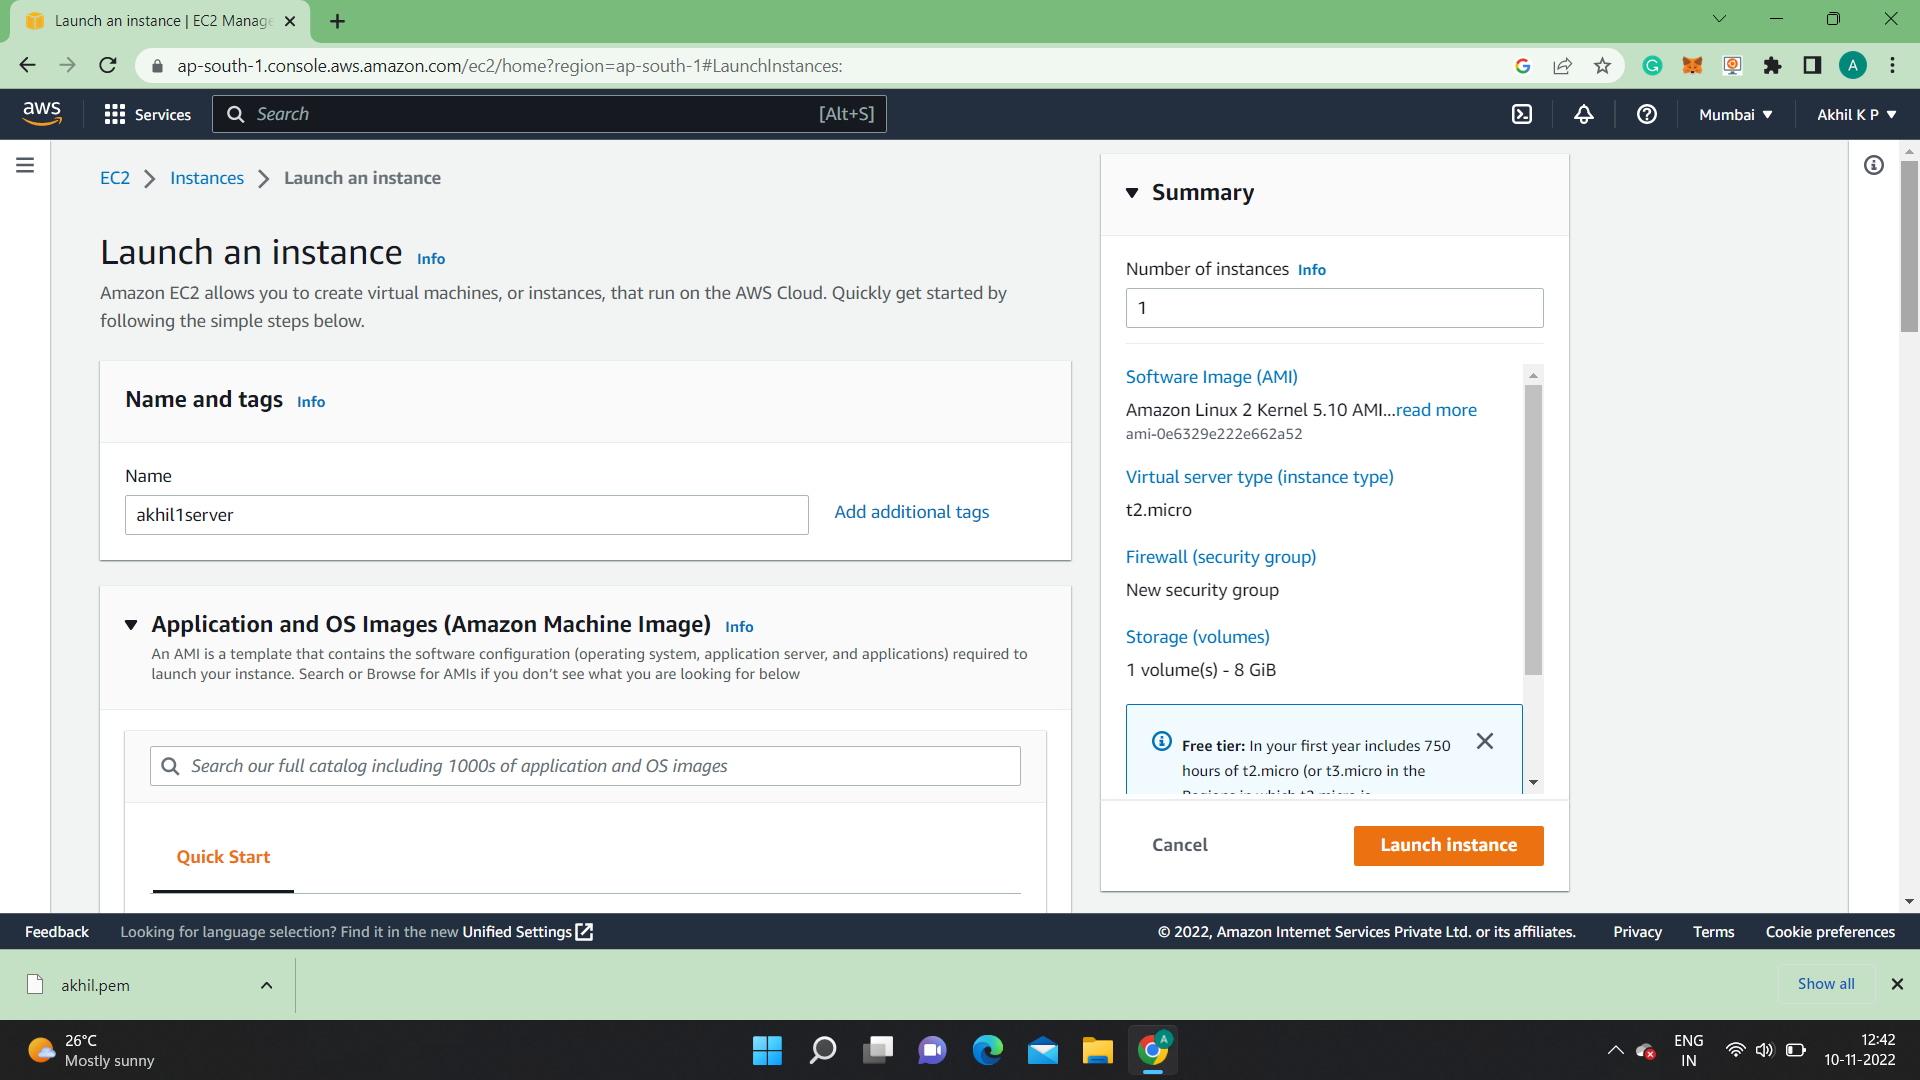 Launch an instance | EC2 Manage
ap-south-1.console.aws.amazon.com/ec2/home?region=ap-south-1#LaunchInstances:
A
aws
Services
Search
[Alt+S]
Mumbai
Akhil K P
EC2
Instances
Launch an instance
Launch an instance Info
Amazon EC2 allows you to create virtual machines, or instances, that run on the AWS Cloud. Quickly get started by
following the simple steps below.
Name and tags Info
Name
akhil1server
Add additional tags
Application and OS Images (Amazon Machine Image) Info
An AMI is a template that contains the software configuration (operating system, application server, and applications) required to
launch your instance. Search or Browse for AMIs if you don't see what you are looking for below
Search our full catalog including 1000s of application and OS images
Quick Start
Summary
Number of instances Info
1
Software Image (AMI)
Amazon Linux 2 Kernel 5.10 AMI...read more
ami-0e6329e222e662a52
Virtual server type (instance type)
t2.micro
Firewall (security group)
New security group
Storage (volumes)
1 volume(s) - 8 GiB
Free tier: In your first year includes 750
hours of t2.micro (or t3.micro in the
Regions in which t2.micro is
Cancel
Launch instance
Feedback
Looking for language selection? Find it in the new Unified Settings
© 2022, Amazon Internet Services Private Ltd. or its affiliates.
Privacy
Terms
Cookie preferences
akhil.pem
Show all
26°C
Mostly sunny
A
ENG
IN
12:42
10-11-2022